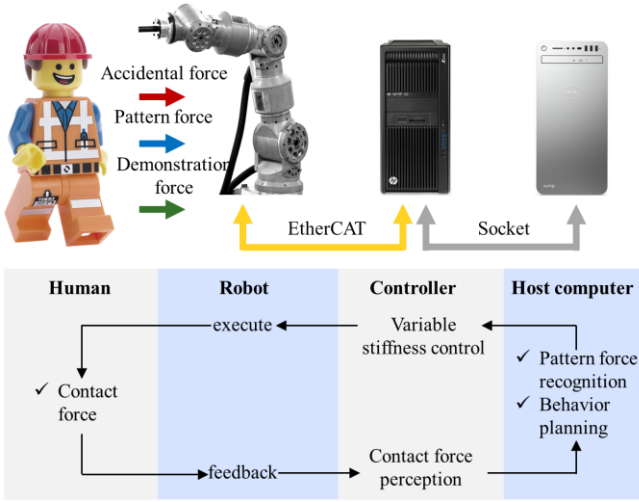 Accidental force
Pattern force
Demonstration
force
EtherCAT
Socket
Human
Robot
Controller
Host computer
execute
Variable
stiffness control
✓ Pattern force
recognition
✓ Behavior
planning
✓ Contact
force
feedback
Contact force
perception